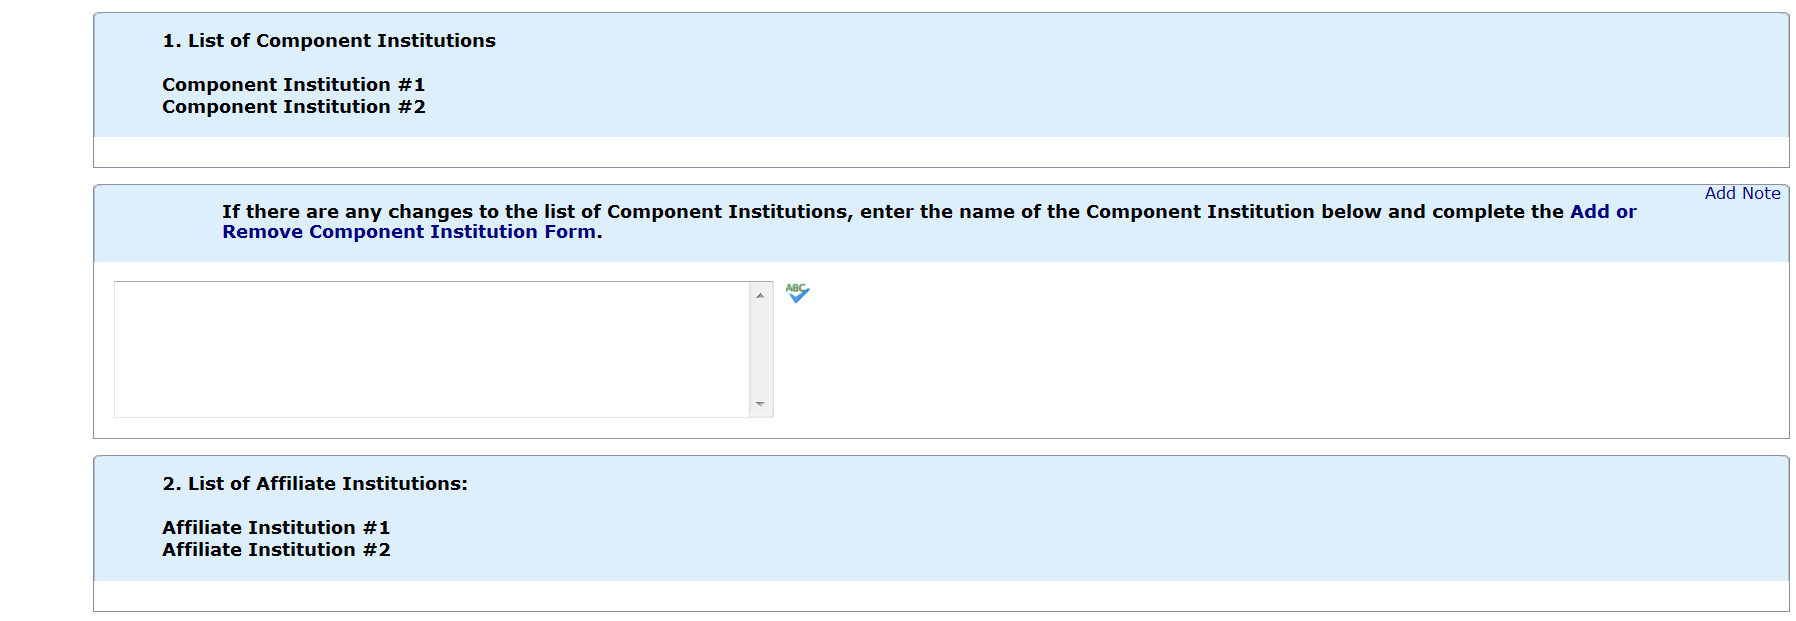 1. List of Component Institutions
Component Institution #1
Component Institution #2
Add Note
If there are any changes to the list of Component Institutions, enter the name of the Component Institution below and complete the Add or
Remove Component Institution Form.
ABC
2. List of Affiliate Institutions:
Affiliate Institution #1
Affiliate Institution #2